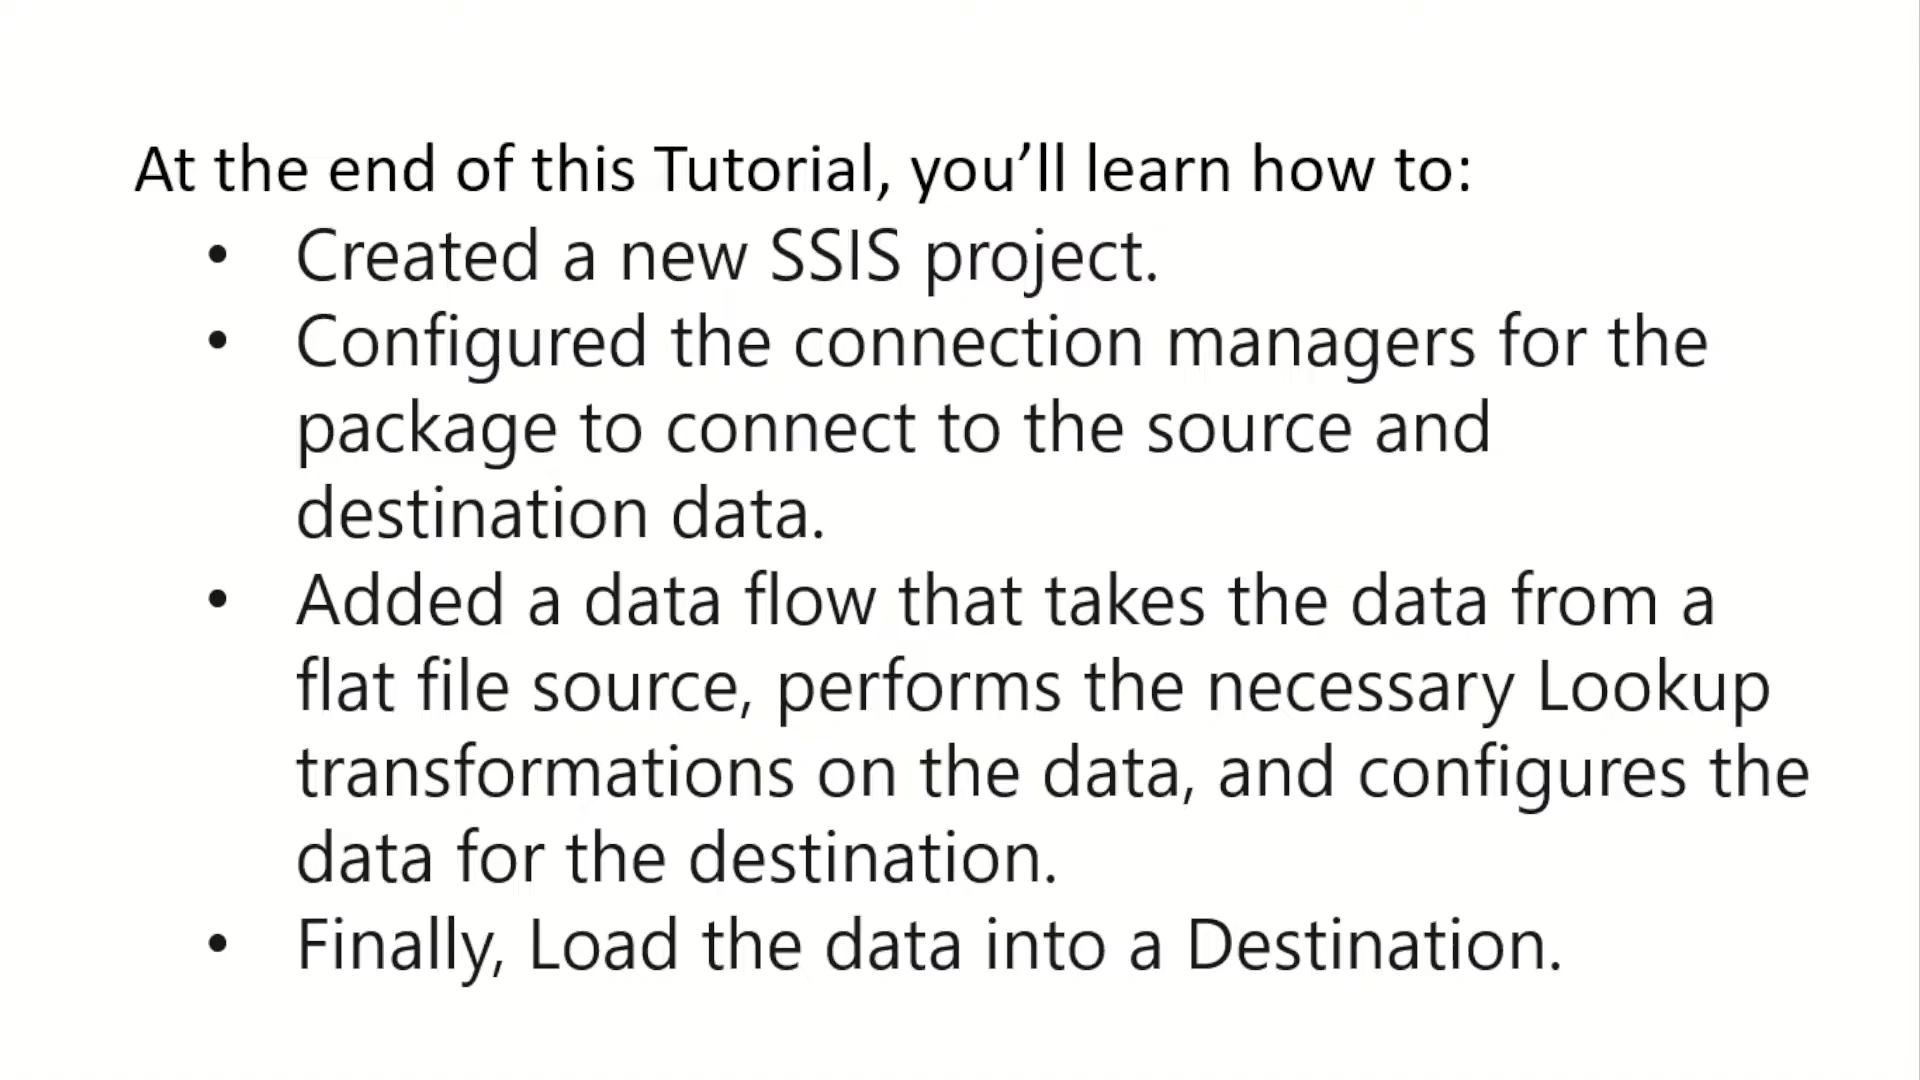 At the end of this Tutorial, you’ll learn how to:
• Created a new SSIS project.
• Configured the connection managers for the
package to connect to the source and
destination data.
• Added a data flow that takes the data from a
flat file source, performs the necessary Lookup
transformations on the data, and configures the
data for the destination.
• Finally, Load the data into a Destination.